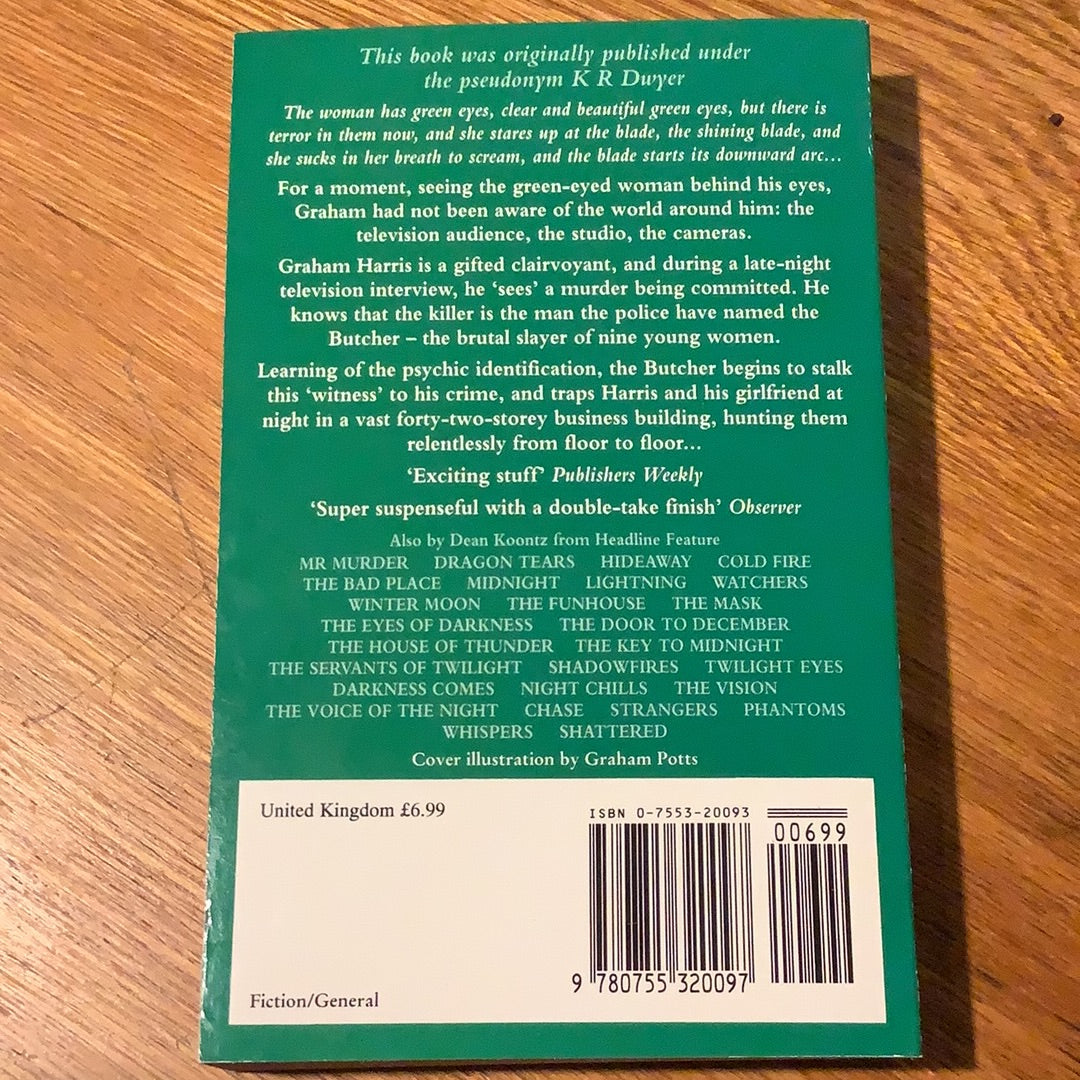 This book was originally published under
the pseudonym K R Dwyer
The woman has green eyes, clear and beautiful green eyes, but there is
terror in them now, and she stares up at the blade, the shining blade, and
she sucks in her breath to scream, and the blade starts its downward arc...
For a moment, seeing the green-eyed woman behind his eyes,
Graham had not been aware of the world around him: the
television audience, the studio, the cameras.
Graham Harris is a gifted clairvoyant, and during a late-night
television interview, he ‘sees’ a murder being committed. He
knows that the killer is the man the police have named the
Butcher – the brutal slayer of nine young women.
Learning of the psychic identification, the Butcher begins to stalk
this ‘witness’ to his crime, and traps Harris and his girlfriend at
night in a vast forty-two-storey business building, hunting them
relentlessly from floor to floor...
‘Exciting stuff’ Publishers Weekly
‘Super suspenseful with a double-take finish’ Observer
Also by Dean Koontz from Headline Feature
MR MURDER DRAGON TEARS HIDEAWAY COLD FIRE
THE BAD PLACE MIDNIGHT LIGHTNING WATCHERS
WINTER MOON THE FUNHOUSE THE MASK
THE EYES OF DARKNESS THE DOOR TO DECEMBER
THE HOUSE OF THUNDER THE KEY TO MIDNIGHT
THE SERVANTS OF TWILIGHT SHADOWFIRES TWILIGHT EYES
DARKNESS COMES NIGHT CHILLS THE VISION
THE VOICE OF THE NIGHT CHASE STRANGERS PHANTOMS
WHISPERS SHATTERED
Cover illustration by Graham Potts
United Kingdom £6.99
ISBN 0-7553-20093
00699
9 780755 320097
Fiction/General